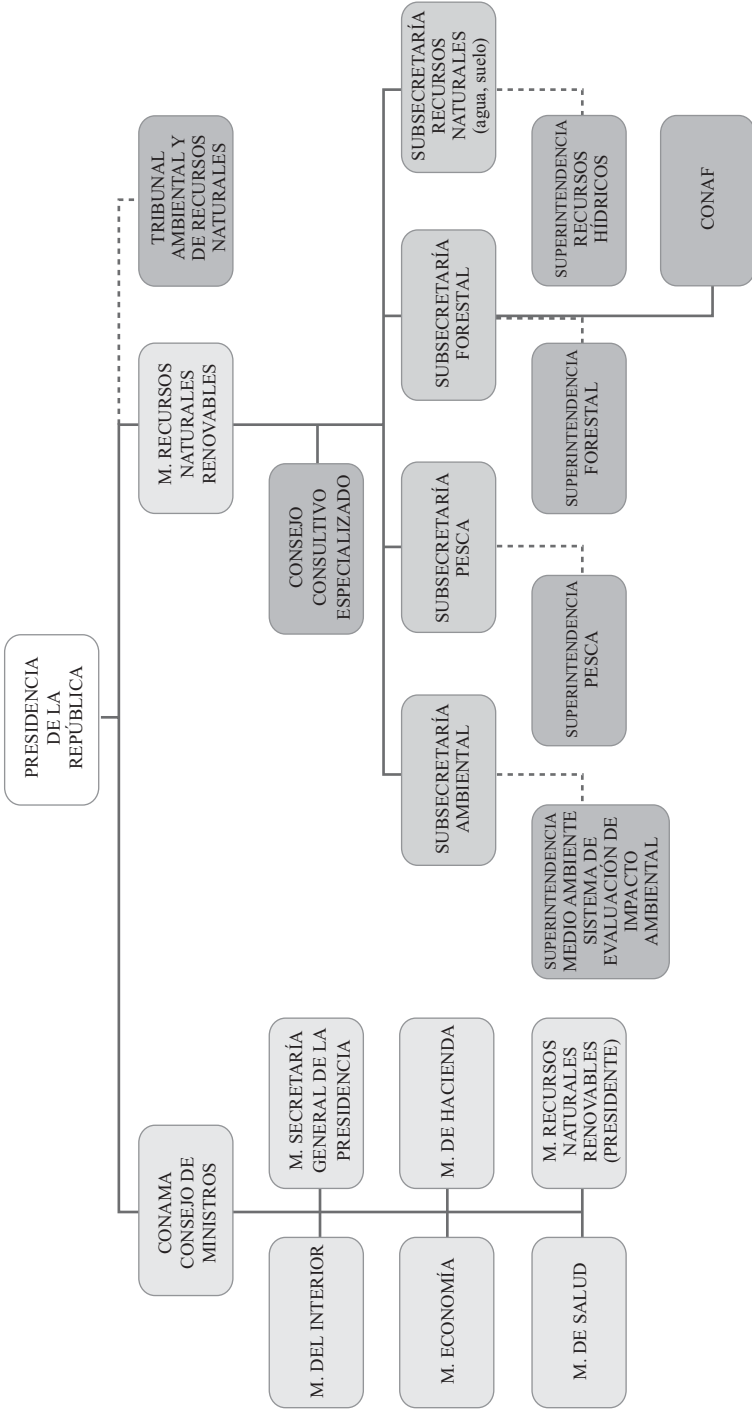 PRESIDENCIA
DE LA
REPÚBLICA
CONAMA
CONSEJO DE
MINISTROS
M. RECURSOS
NATURALES
RENOVABLES
TRIBUNAL
AMBIENTAL Y
DE RECURSOS
NATURALES
M. DEL INTERIOR
M. SECRETARÍA
GENERAL DE LA
PRESIDENCIA
M. ECONOMÍA
M. DE HACIENDA
M. DE SALUD
M. RECURSOS
NATURALES
RENOVABLES
(PRESIDENTE)
CONSEJO
CONSULTIVO
ESPECIALIZADO
SUBSECRETARÍA
AMBIENTAL
SUBSECRETARÍA
PESCA
SUBSECRETARÍA
FORESTAL
SUBSECRETARÍA
RECURSOS
NATURALES
(agua, suelo)
SUPERINTENDENCIA
MEDIO AMBIENTE
SISTEMA DE
EVALUACIÓN DE
IMPACTO
AMBIENTAL
SUPERINTENDENCIA
PESCA
SUPERINTENDENCIA
FORESTAL
SUPERINTENDENCIA
RECURSOS
HÍDRICOS
CONAF